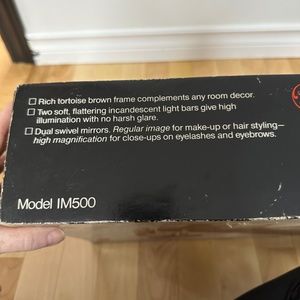 ☐ Rich tortoise brown frame complements any room decor.
☐ Two soft, flattering incandescent light bars give high
illumination with no harsh glare.
☐ Dual swivel mirrors. Regular image for make-up or hair styling—
high magnification for close-ups on eyelashes and eyebrows.
Model IM500